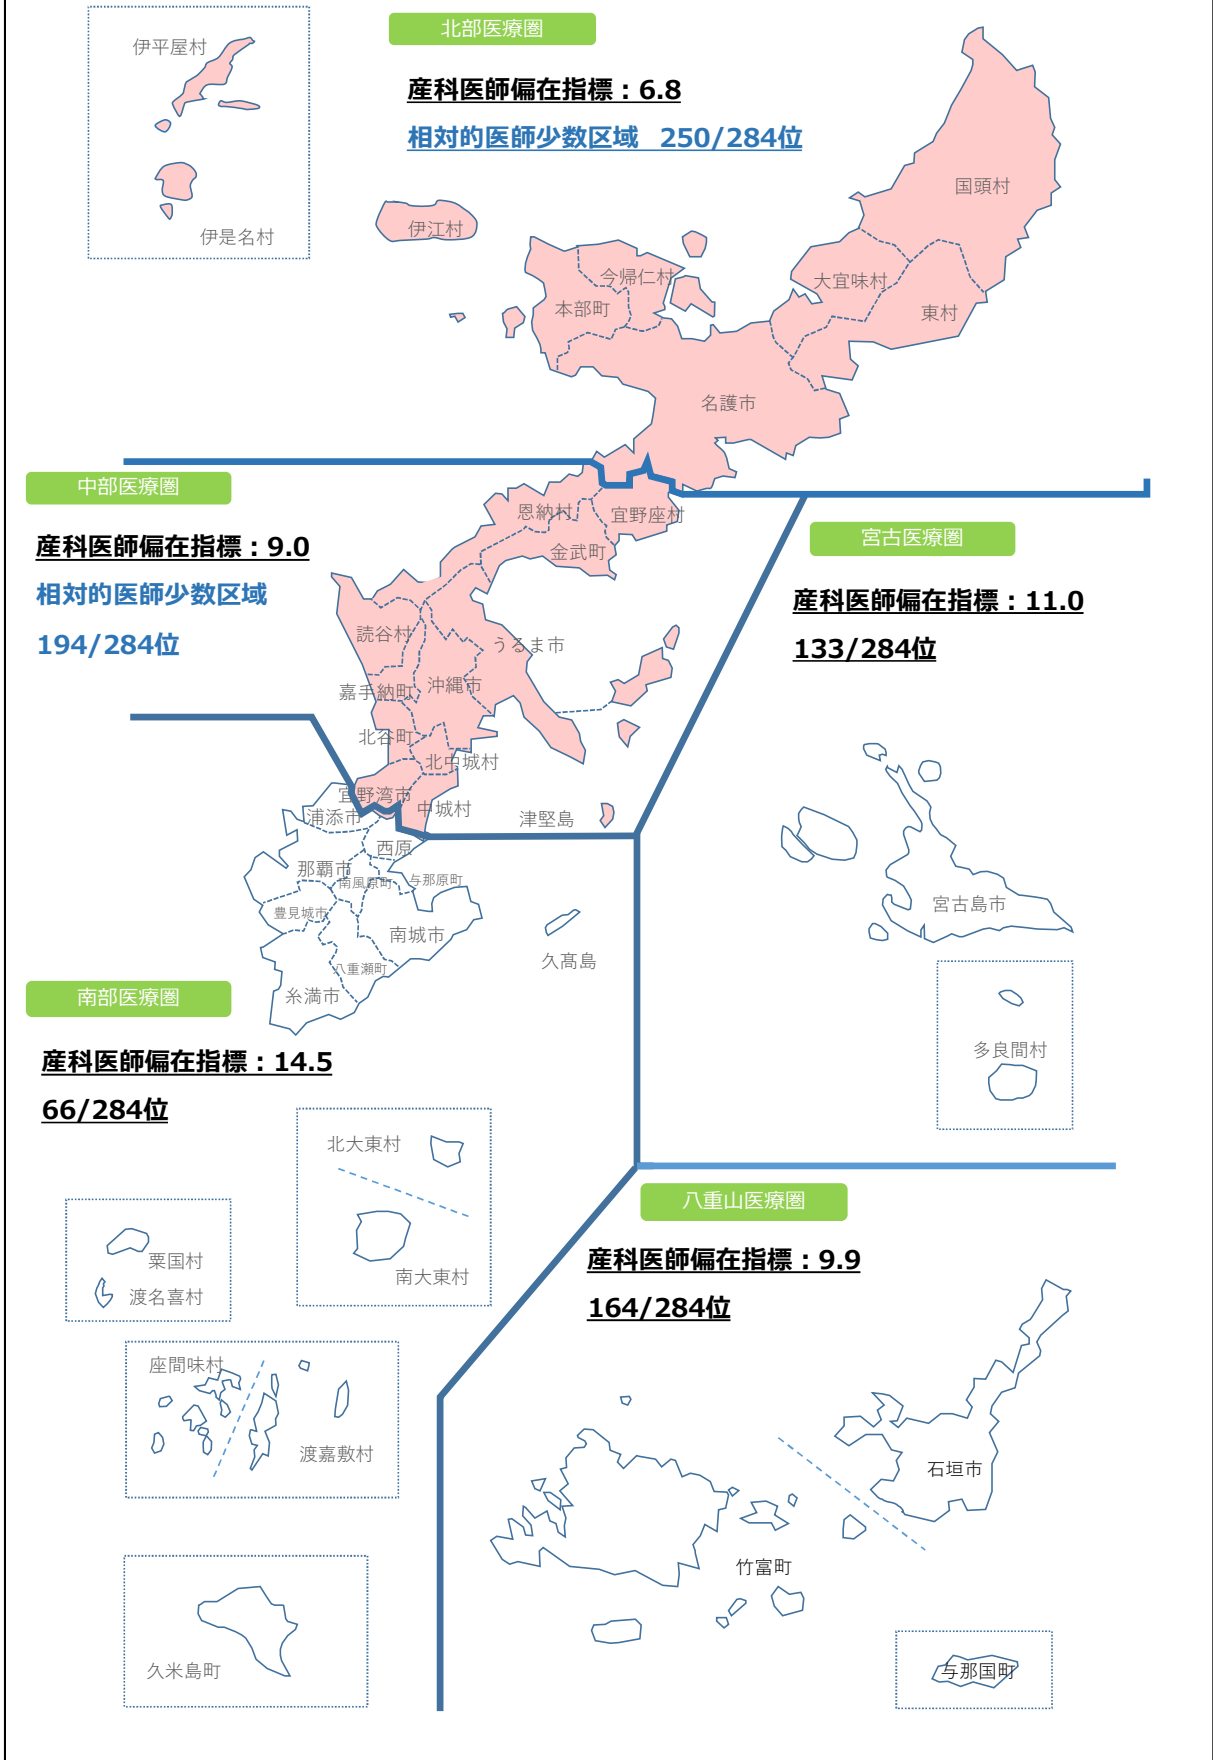 伊平屋村
伊是名村
北部医療圏
産科医師偏在指標：6.8
相対的医師少数区域 250/284位
国頭村
伊江村
今帰仁村
大宜味村
本部町
東村
名護市
中部医療圏
産科医師偏在指標：9.0
相対的医師少数区域
194/284位
恩納村
宜野座村
金武町
読谷村
うるま市
嘉手納町
沖縄市
北谷町
北中城村
宜野湾市
中城村
津堅島
宮古医療圏
産科医師偏在指標：11.0
133/284位
宮古島市
多良間村
浦添市
西原
那覇市
南風原町
与那原町
豊見城市
南城市
八重瀬町
糸満市
久髙島
南部医療圏
産科医師偏在指標：14.5
66/284位
北大東村
南大東村
粟国村
渡名喜村
座間味村
渡嘉敷村
久米島町
八重山医療圏
産科医師偏在指標：9.9
164/284位
石垣市
竹富町
与那国町